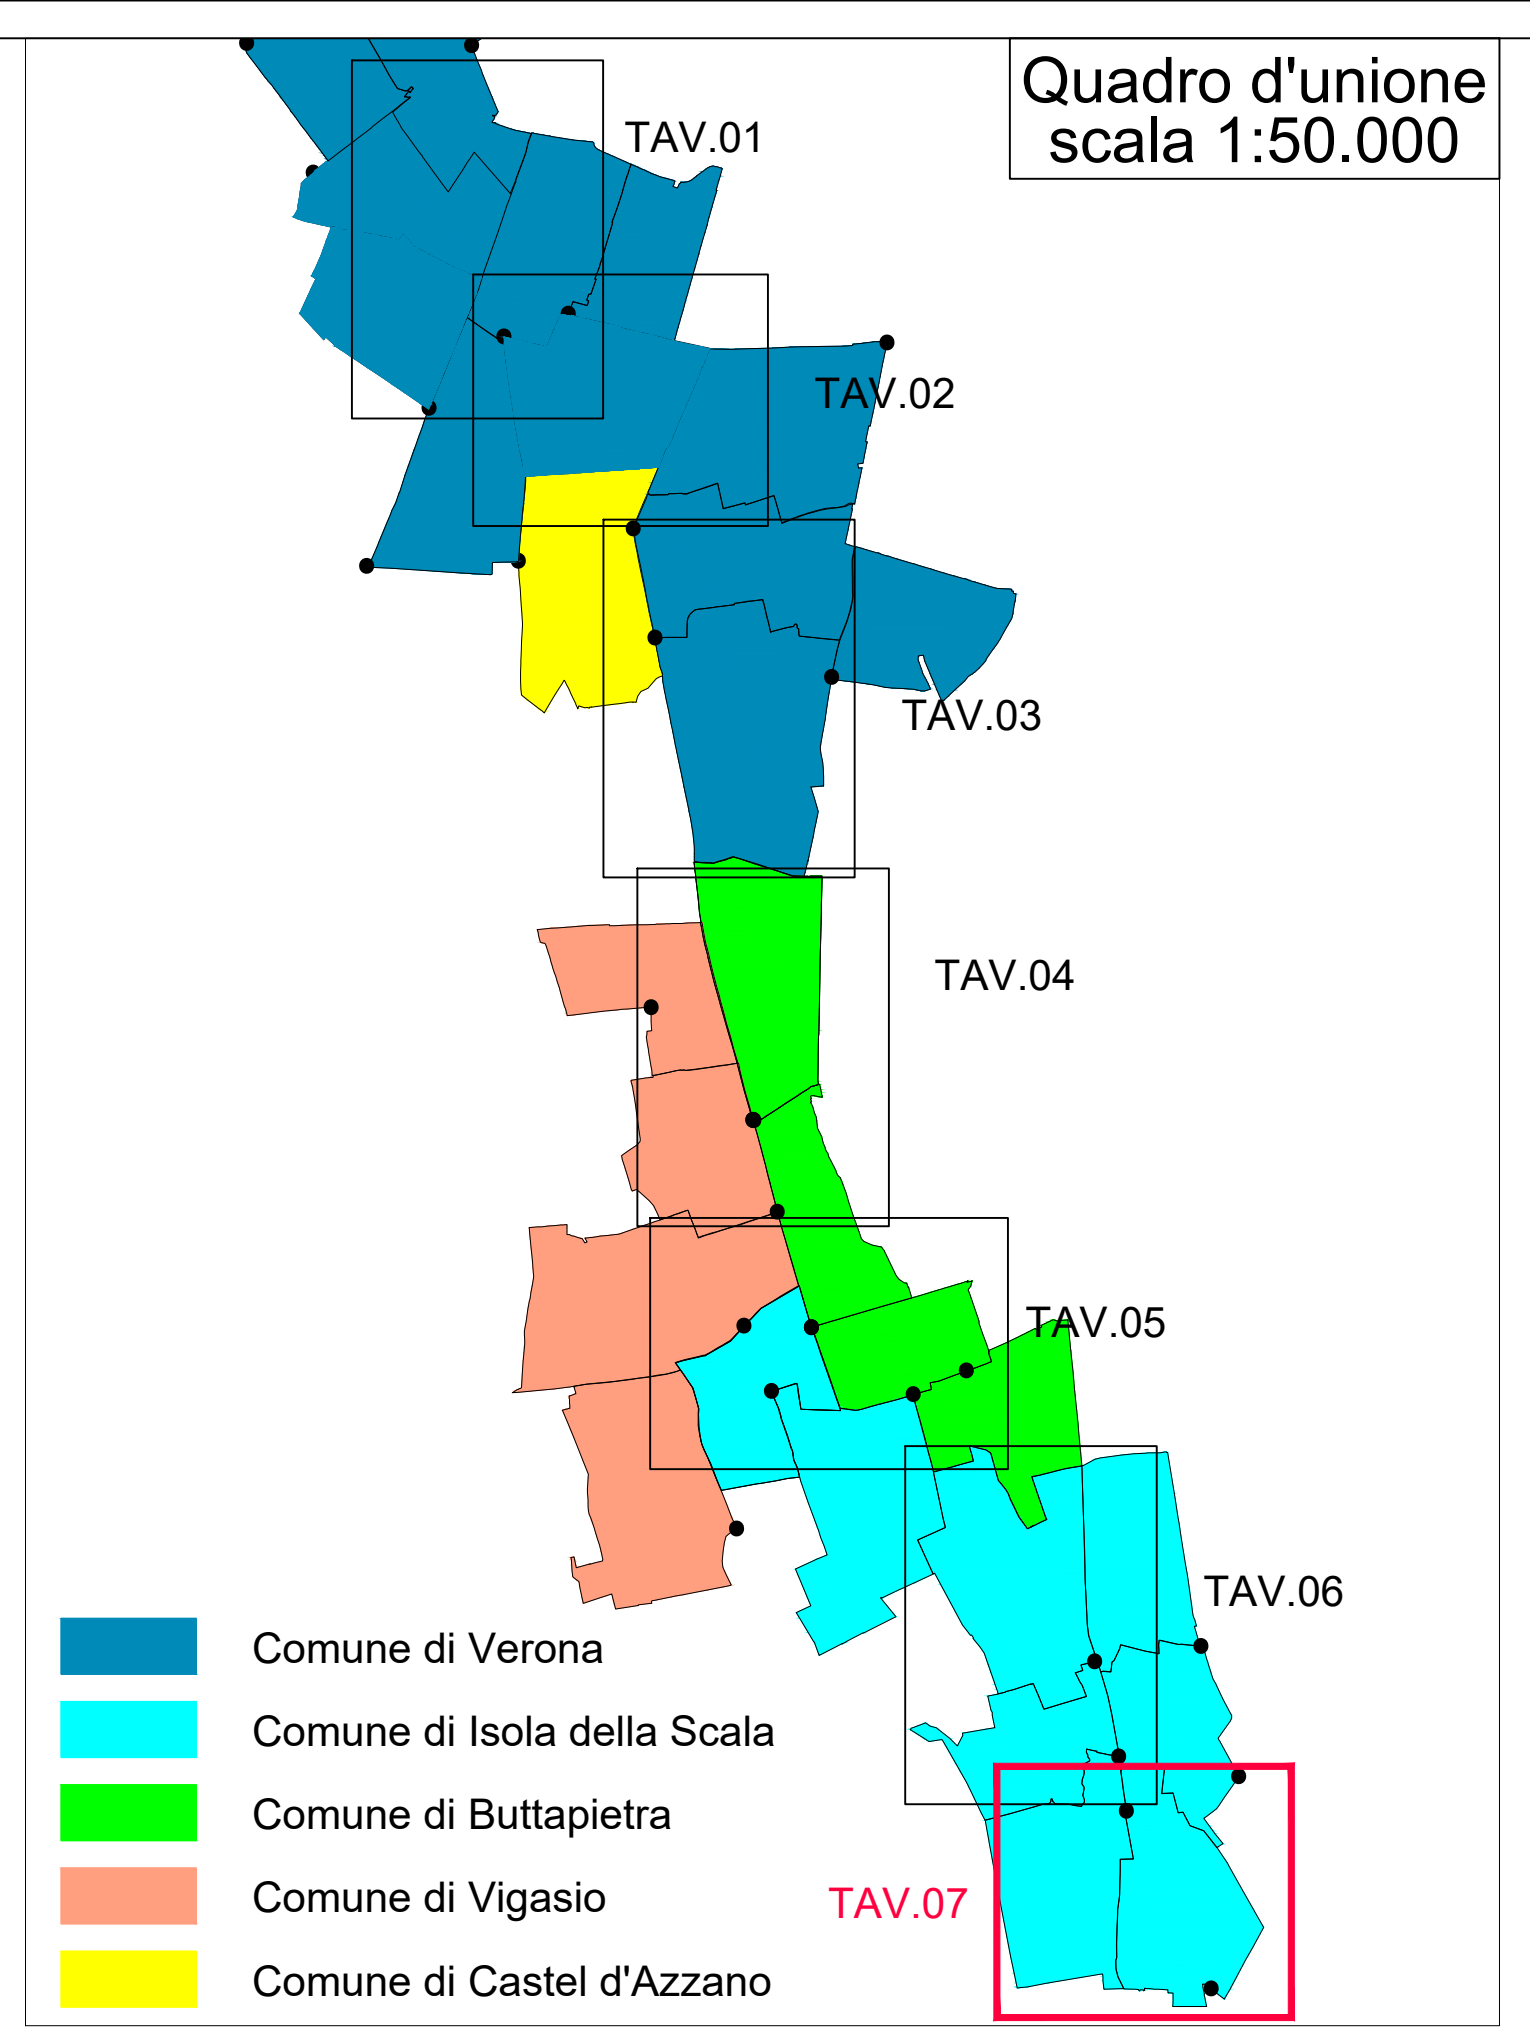 Quadro d'unione
scala 1:50.000
TAV.01
TAV.02
TAV.03
TAV.04
TAV.05
TAV.06
TAV.07
Comune di Verona
Comune di Isola della Scala
Comune di Buttapietra
Comune di Vigasio
Comune di Castel d'Azzano